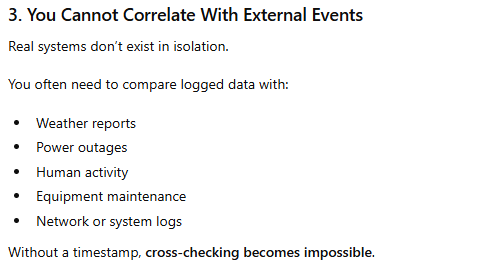 3. You Cannot Correlate With External Events
Real systems don’t exist in isolation.
You often need to compare logged data with:
• Weather reports
• Power outages
• Human activity
• Equipment maintenance
• Network or system logs
Without a timestamp, cross-checking becomes impossible.